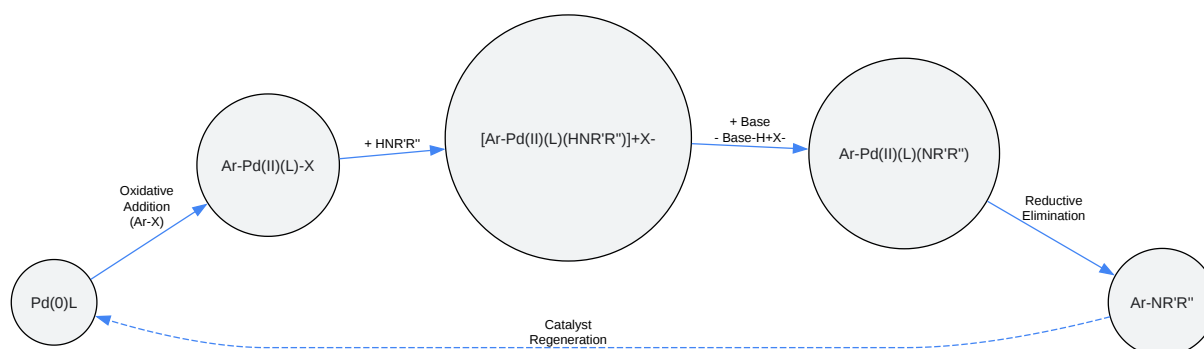 Pd(0)L
Oxidative
Addition
(Ar-X)
Ar-Pd(II)(L)-X
+ HNR'R"
[Ar-Pd(II)(L)(HNR'R")]+X-
+ Base
- Base-H+X-
Ar-Pd(II)(L)(NR'R")
Reductive
Elimination
Ar-NR'R"
Catalyst
Regeneration